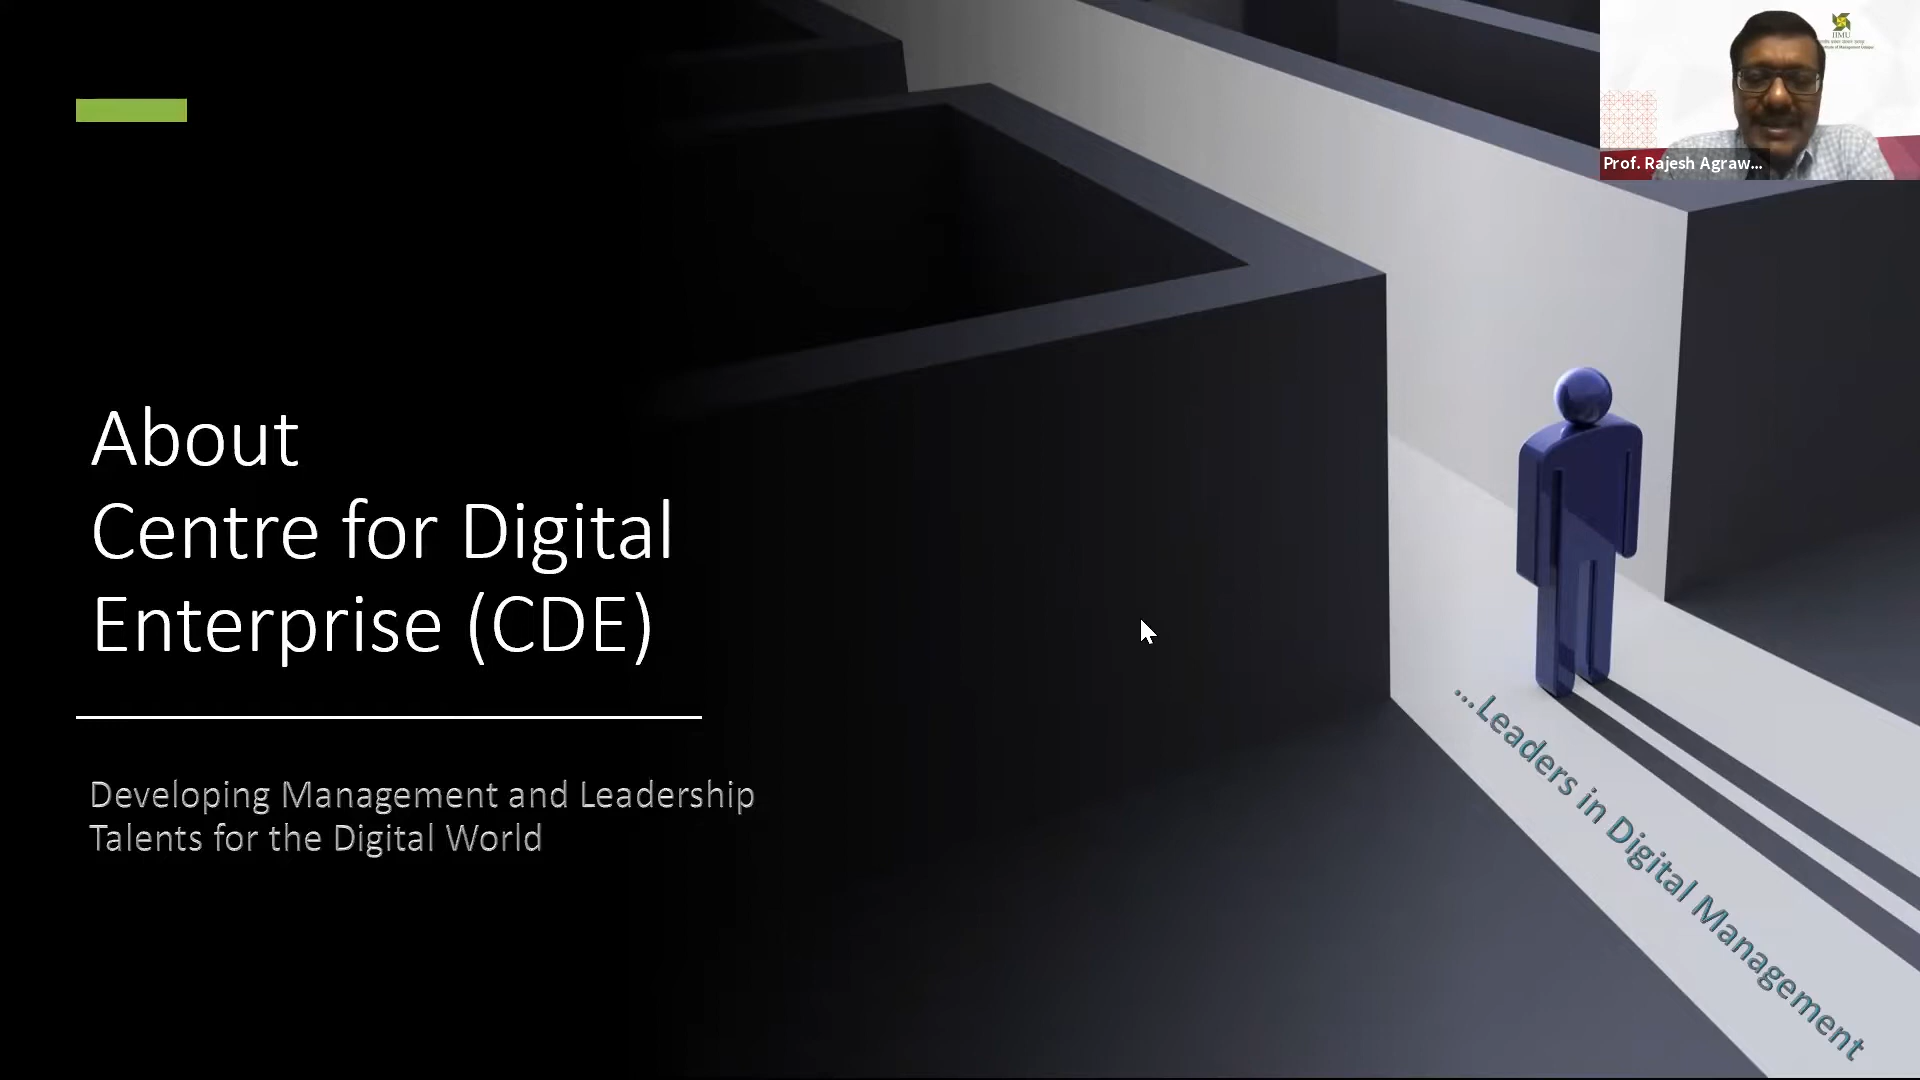 IIMU
Prof. Rajesh Agraw...
About
Centre for Digital
Enterprise (CDE)
Developing Management and Leadership
Talents for the Digital World
...Leaders in Digital Management